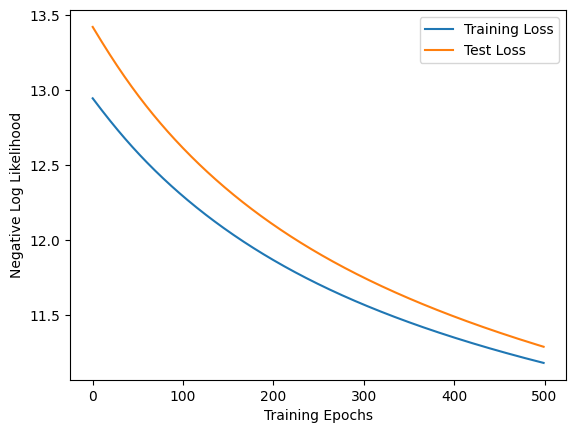 13.5
13.0
12.5
12.0
11.5
Negative Log Likelihood
Training Loss
Test Loss
0 100 200 300 400 500
Training Epochs